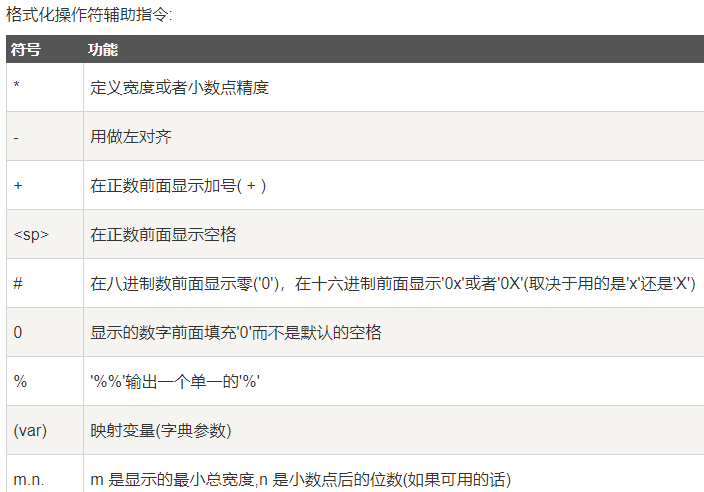 格式化操作符辅助指令:
符号 功能
* 定义宽度或者小数点精度
- 用做左对齐
+ 在正数前面显示加号( + )
<sp> 在正数前面显示空格
# 在八进制数前面显示零('0')，在十六进制前面显示'0x'或者'0X'(取决于用的是'x'还是'X')
0 显示的数字前面填充'0'而不是默认的空格
% '%%'输出一个单一的'%'
(var) 映射变量(字典参数)
m.n. m 是显示的最小总宽度,n 是小数点后的位数(如果可用的话)